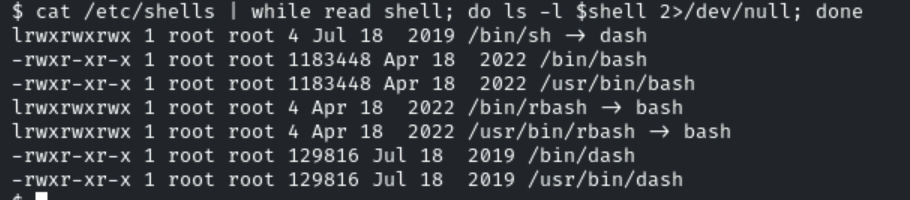 $ cat /etc/shells | while read shell; do ls -l $shell 2>/dev/null; done
lrwxrwxrwx 1 root root 4 Jul 18  2019 /bin/sh → dash
-rwxr-xr-x 1 root root 1183448 Apr 18  2022 /bin/bash
-rwxr-xr-x 1 root root 1183448 Apr 18  2022 /usr/bin/bash
lrwxrwxrwx 1 root root 4 Apr 18  2022 /bin/rbash → bash
lrwxrwxrwx 1 root root 4 Apr 18  2022 /usr/bin/rbash → bash
-rwxr-xr-x 1 root root 129816 Jul 18  2019 /bin/dash
-rwxr-xr-x 1 root root 129816 Jul 18  2019 /usr/bin/dash
$